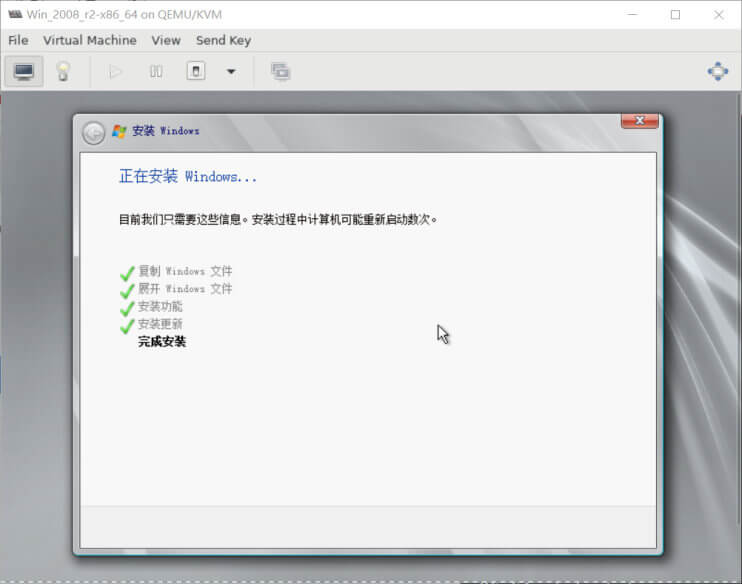 Win_2008_r2-x86_64 on QEMU/KVM
File Virtual Machine View Send Key
安装 Windows
正在安装 Windows...
目前我们只需要这些信息。安装过程中计算机可能重新启动数次。
复制 Windows 文件
展开 Windows 文件
安装功能
安装更新
完成安装